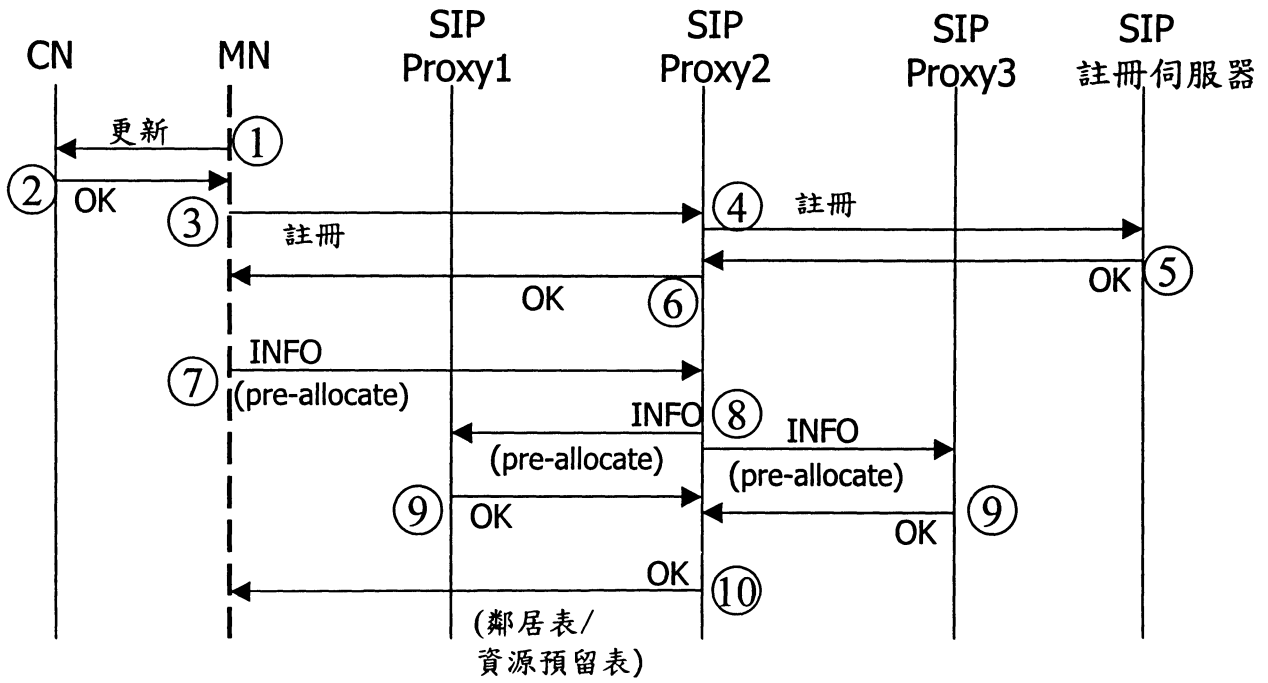 CN
MN
SIP
Proxy1
SIP
Proxy2
SIP
Proxy3
SIP
註冊伺服器
更新
①
②
OK
③
註冊
④
註冊
OK
⑤
OK
⑥
INFO
⑦
(pre-allocate)
INFO
⑧
INFO
(pre-allocate)
(pre-allocate)
⑨
OK
OK
⑨
OK
⑩
(鄰居表/
資源預留表)